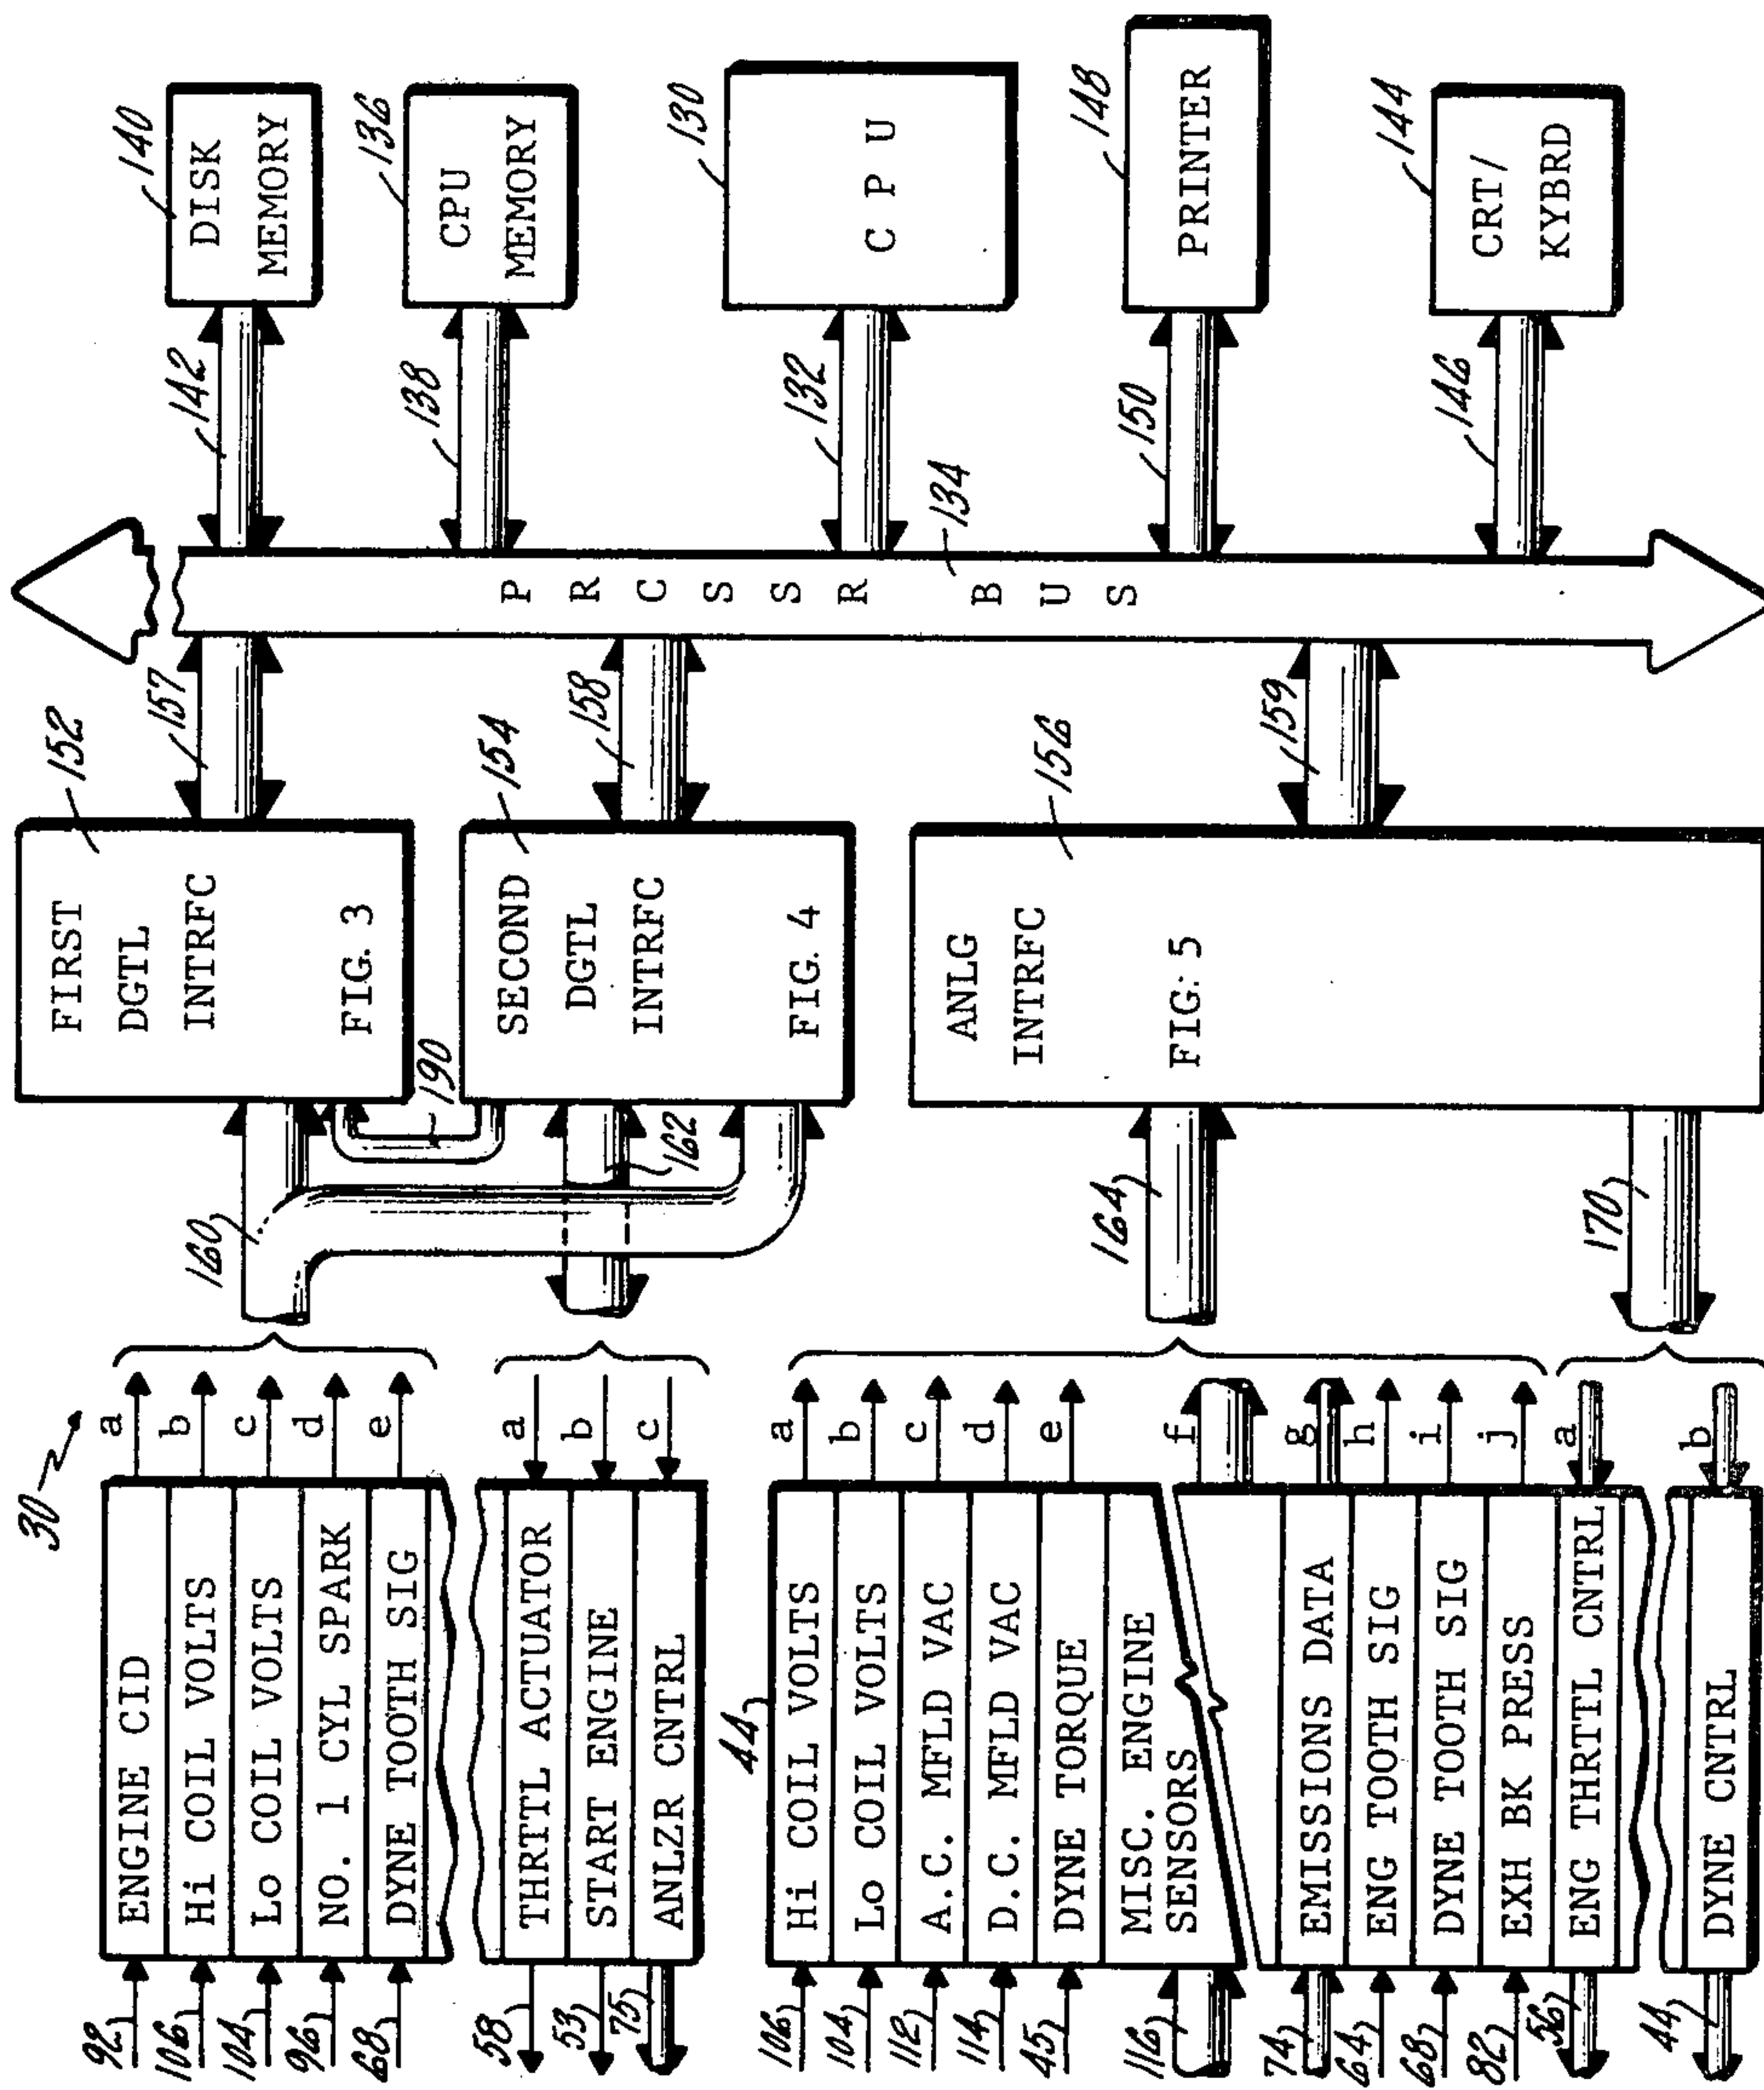 30
92
ENGINE CID
a
106
Hi COIL VOLTS
b
104
Lo COIL VOLTS
c
96
NO. 1 CYL SPARK
d
68
DYNE TOOTH SIG
e
58
THRTTL ACTUATOR
a
53
START ENGINE
b
75
ANLZR CNTRL
c
44
106
Hi COIL VOLTS
a
104
Lo COIL VOLTS
b
112
A.C. MFLD VAC
c
114
D.C. MFLD VAC
d
45
DYNE TORQUE
e
116
MISC. ENGINE
SENSORS
f
74
EMISSIONS DATA
g
64
ENG TOOTH SIG
h
68
DYNE TOOTH SIG
i
82
EXH BK PRESS
j
56
ENG THRTTL CNTRL
a
44
DYNE CNTRL
b
160
190
162
164
170
FIRST
DGTL
INTRFC
FIG. 3
152
SECOND
DGTL
INTRFC
FIG. 4
154
ANLG
INTRFC
FIG. 5
156
157
158
159
PRCSSR BUS
134
142
138
132
150
146
DISK
MEMORY
140
CPU
MEMORY
136
CPU
130
PRINTER
148
CRT/
KYBRD
144